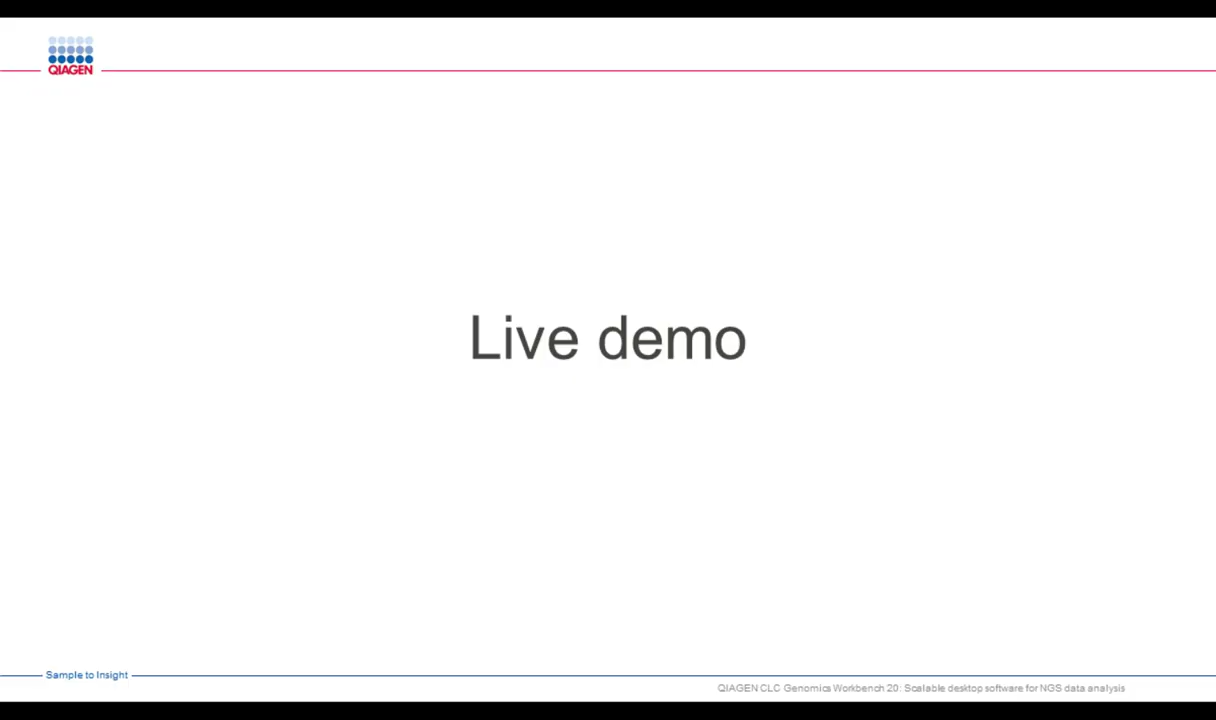 QIAGEN
Live demo
Sample to Insight
QIAGEN CLC Genomics Workbench 20: Scalable desktop software for NGS data analysis